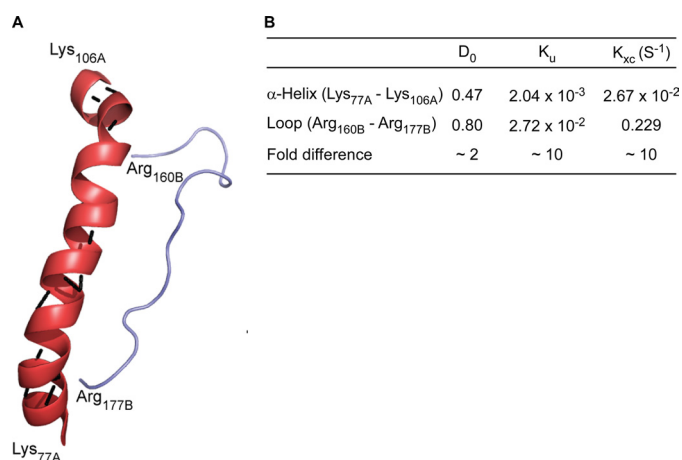 A
Lys106A
Arg160B
Arg177B
Lys77A
B
D0 Ku Kxc (S-1)
α-Helix (Lys77A - Lys106A) 0.47 2.04 x 10-3 2.67 x 10-2
Loop (Arg160B - Arg177B) 0.80 2.72 x 10-2 0.229
Fold difference ~ 2 ~ 10 ~ 10